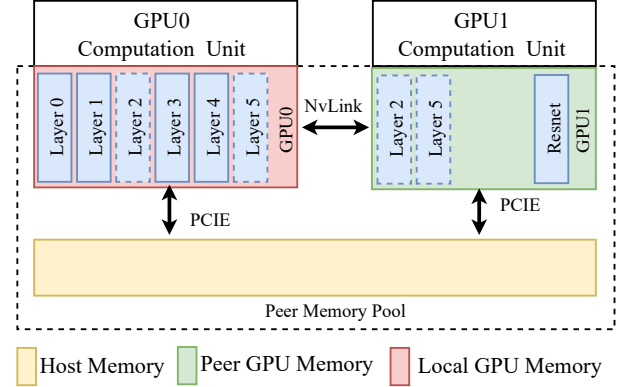 GPU0
Computation Unit
GPU1
Computation Unit
Layer 0
Layer 1
Layer 2
Layer 3
Layer 4
Layer 5
GPU0
NvLink
Layer 2
Layer 5
Resnet
GPU1
PCIE
PCIE
Peer Memory Pool
Host Memory
Peer GPU Memory
Local GPU Memory